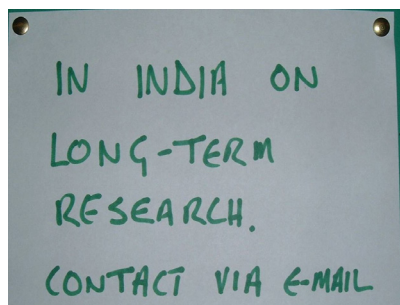 IN INDIA ON
LONG-TERM
RESEARCH.
CONTACT VIA E-MAIL